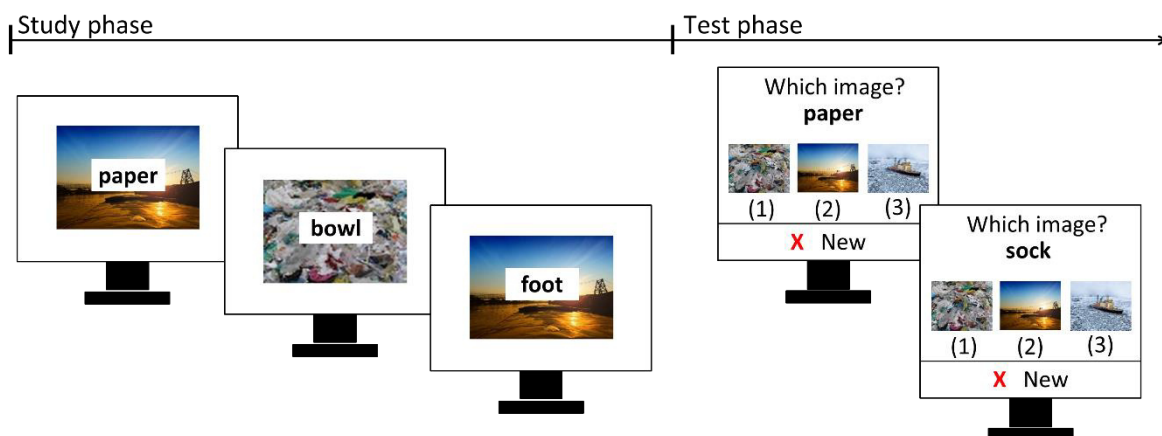 Study phase
Test phase
paper
bowl
foot
Which image?
paper
(1) (2) (3)
X New
Which image?
sock
(1) (2) (3)
X New